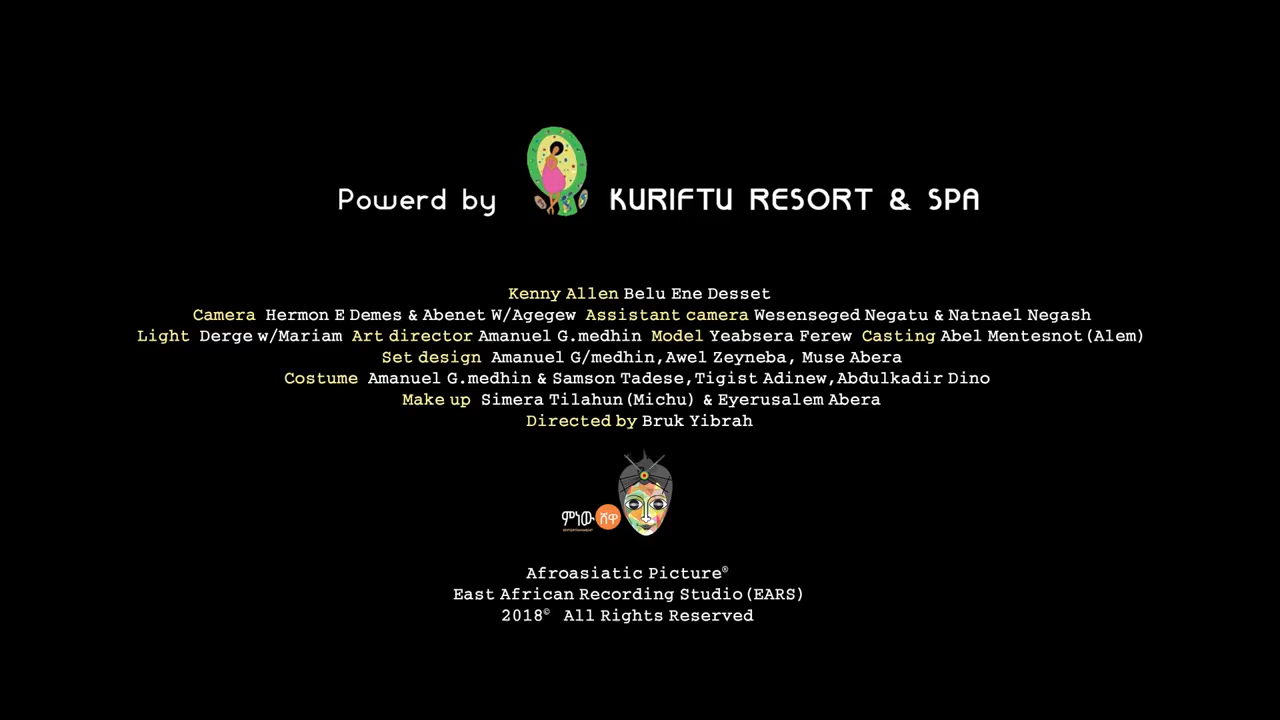 Powerd by KURIFTU RESORT & SPA
Kenny Allen Belu Ene Desset
Camera Hermon E Demes & Abenet W/Agegew Assistant camera Wesenseged Negatu & Natnael Negash
Light Derge w/Mariam Art director Amanuel G.medhin Model Yeabsera Ferew Casting Abel Mentesnot(Alem)
Set design Amanuel G/medhin,Awel Zeyneba, Muse Abera
Costume Amanuel G.medhin & Samson Tadese,Tigist Adinew,Abdulkadir Dino
Make up Simera Tilahun(Michu) & Eyerusalem Abera
Directed by Bruk Yibrah
ምነው ሸዋ
ENTERTAINMENT
Afroasiatic Picture®
East African Recording Studio(EARS)
2018© All Rights Reserved